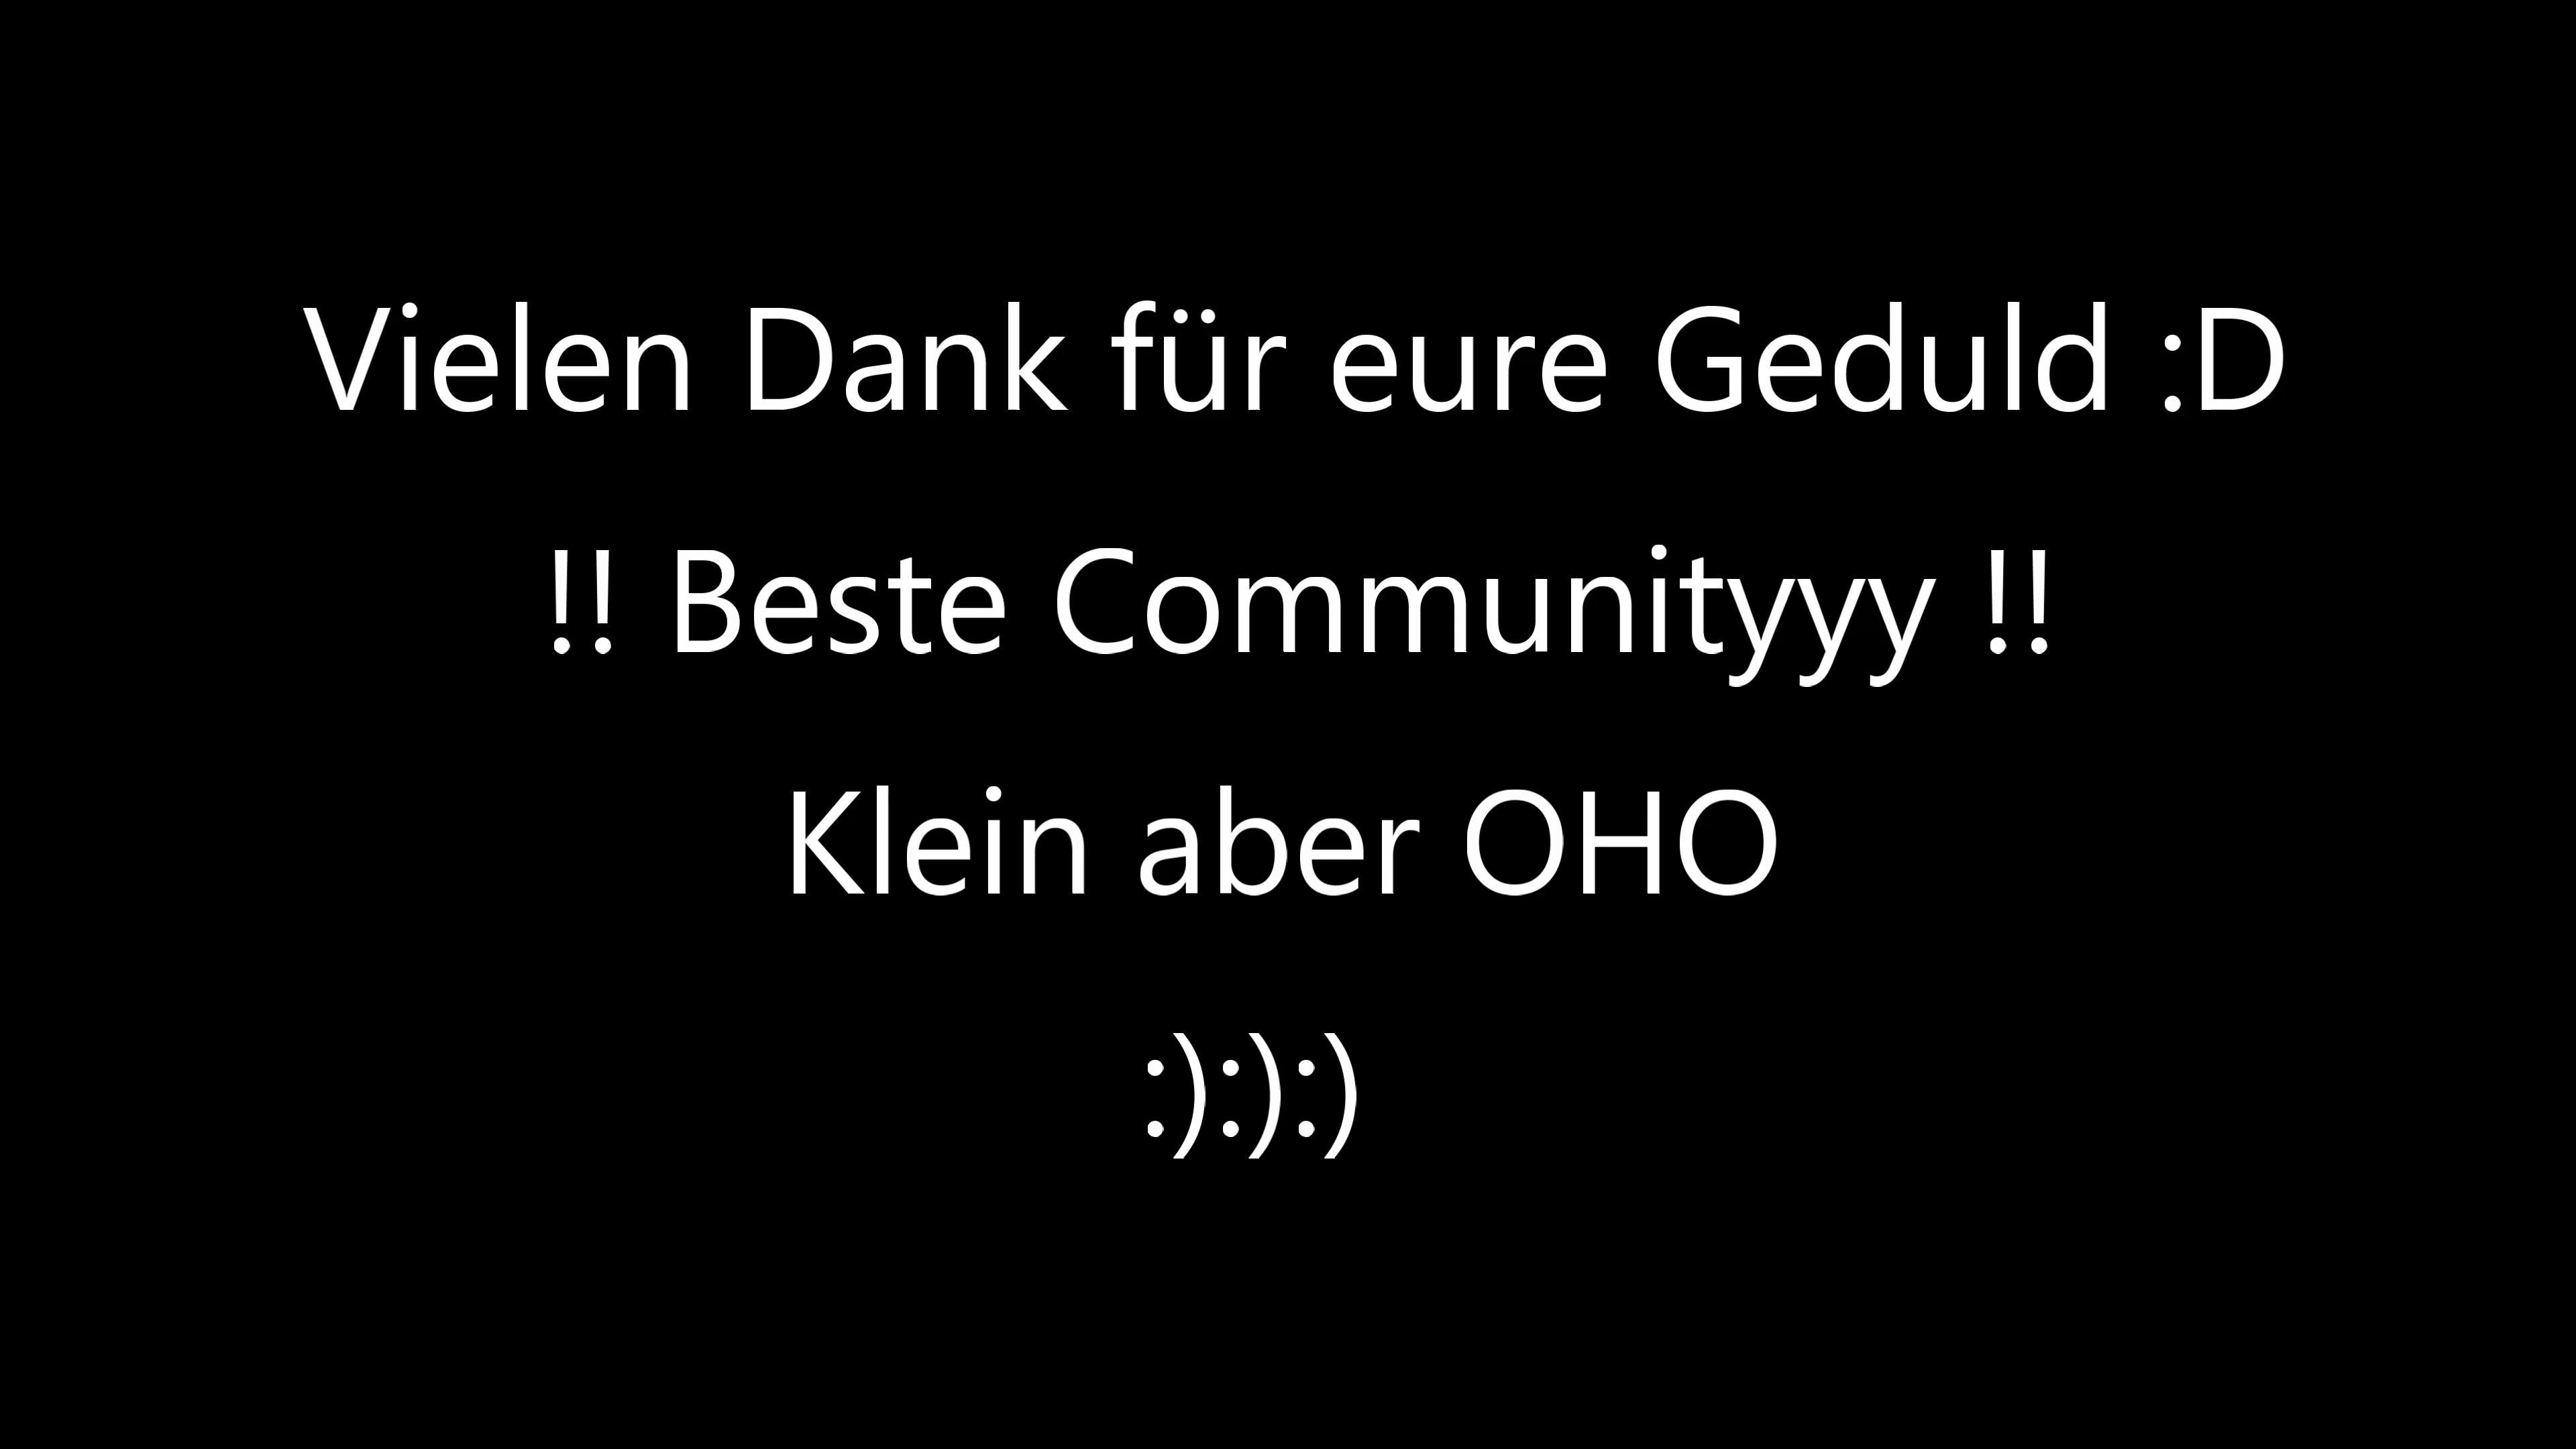 Vielen Dank für eure Geduld :D
!! Beste Communityyy !!
Klein aber OHO
:):):)